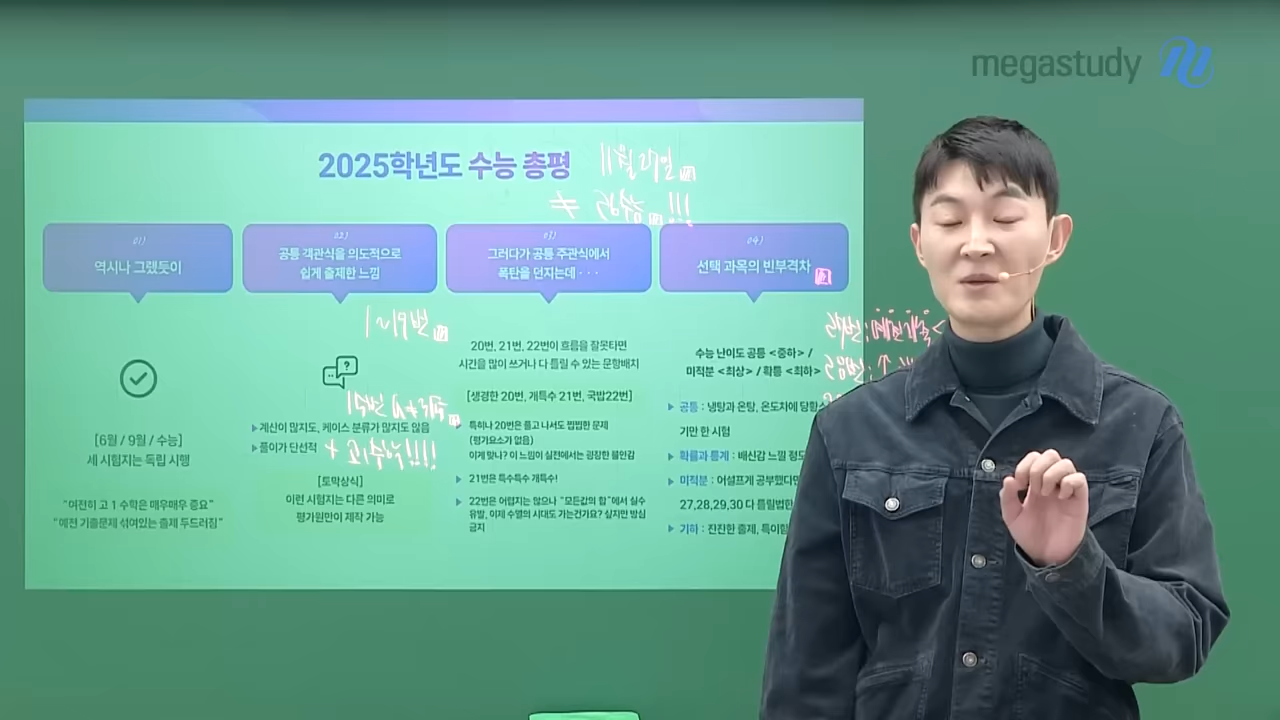 megastudy
2025학년도 수능 총평
11월 27일
≠
!!!
01)
역시나 그랬듯이
02)
공통 객관식을 의도적으로
쉽게 출제한 느낌
03)
그러다가 공통 주관식에서
폭탄을 던지는데 · · ·
04)
선택 과목의 빈부격차
[6월 / 9월 / 수능]
세 시험지는 독립 시행
"여전히 고 1 수학은 매우매우 중요"
"예전 기출문제 섞여있는 출제 두드러짐"
1~19번
15번
계산이 많지도, 케이스 분류가 많지도 않음
풀이가 단선적
+
!!!!
[토막상식]
이런 시험지는 다른 의미로
평가원만이 제작 가능
20번, 21번, 22번이 흐름을 잘못타면
시간을 많이 쓰거나 다 틀릴 수 있는 문항배치
[생경한 20번, 개특수 21번, 국밥22번]
특히나 20번은 풀고 나서도 찝찝한 문제
(평가요소가 없음)
이게 맞나? 이 느낌이 실전에서는 굉장한 불안감
21번은 특수특수 개특수!
22번은 어렵지는 않으나 "모든값의 합"에서 실수
유발, 이제 수열의 시대도 가는건가요? 싶지만 방심
금지
수능 난이도 공통 <중하> /
미적분 <최상> / 확통 <최하>
공통 : 냉탕과 온탕, 온도차에 당황
기만 한 시험
확률과 통계 : 배신감 느낄 정도
미적분 : 어설프게 공부했다면
27,28,29,30 다 틀릴법한
기하 : 잔잔한 출제, 특이함